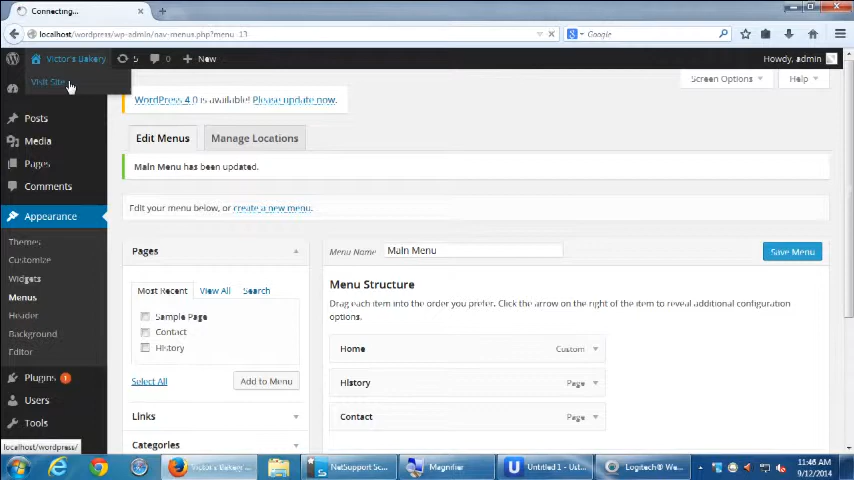 Connecting...
localhost/wordpress/wp-admin/nav-menus.php?menu=13
Google
Victor's Bakery
5
0
New
Howdy, admin
Visit Site
Screen Options
Help
WordPress 4.0 is available! Please update now.
Posts
Media
Pages
Comments
Appearance
Themes
Customize
Widgets
Menus
Header
Background
Editor
Plugins 1
Users
Tools
Edit Menus
Manage Locations
Main Menu has been updated.
Edit your menu below, or create a new menu.
Pages
Most Recent
View All
Search
Sample Page
Contact
History
Select All
Add to Menu
Links
Categories
Menu Name
Main Menu
Save Menu
Menu Structure
Drag each item into the order you prefer. Click the arrow on the right of the item to reveal additional configuration
options.
Home
Custom
History
Page
Contact
Page
localhost/wordpress/
Victor's Bakery ...
NetSupport Sc...
Magnifier
Untitled 1 - Ust...
Logitech® We...
11:46 AM
9/12/2014